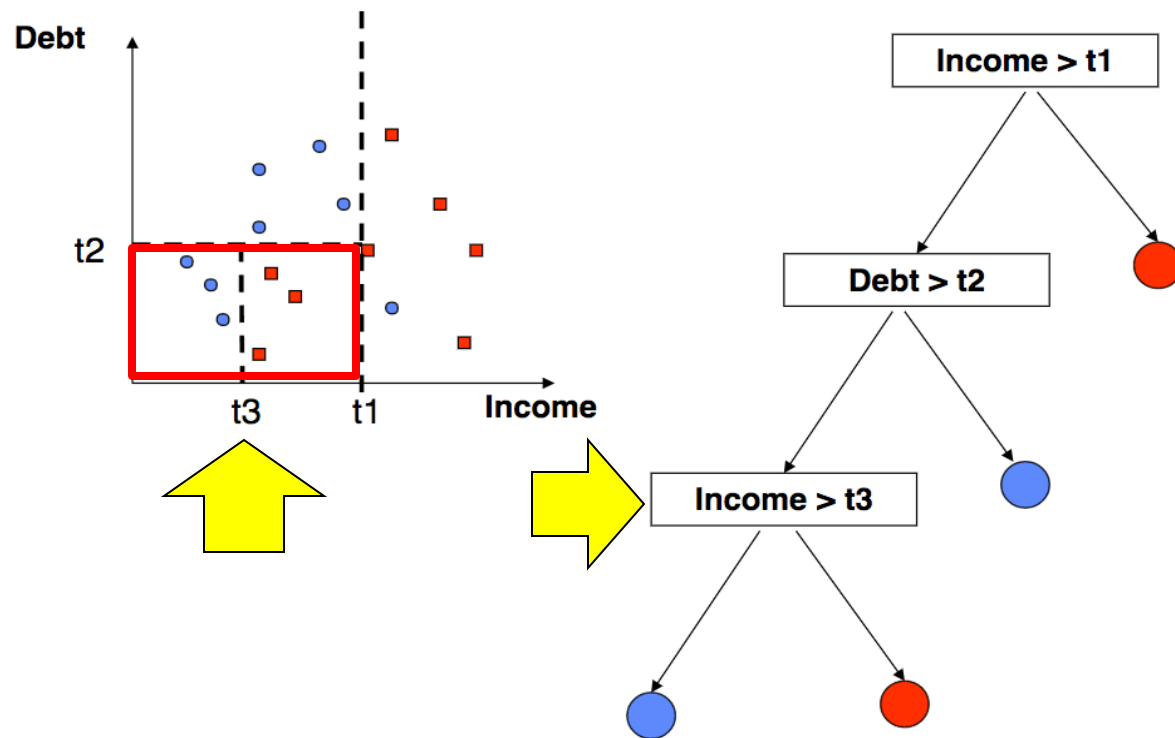 Debt
t2
t3
t1
Income
Income > t1
Debt > t2
Income > t3